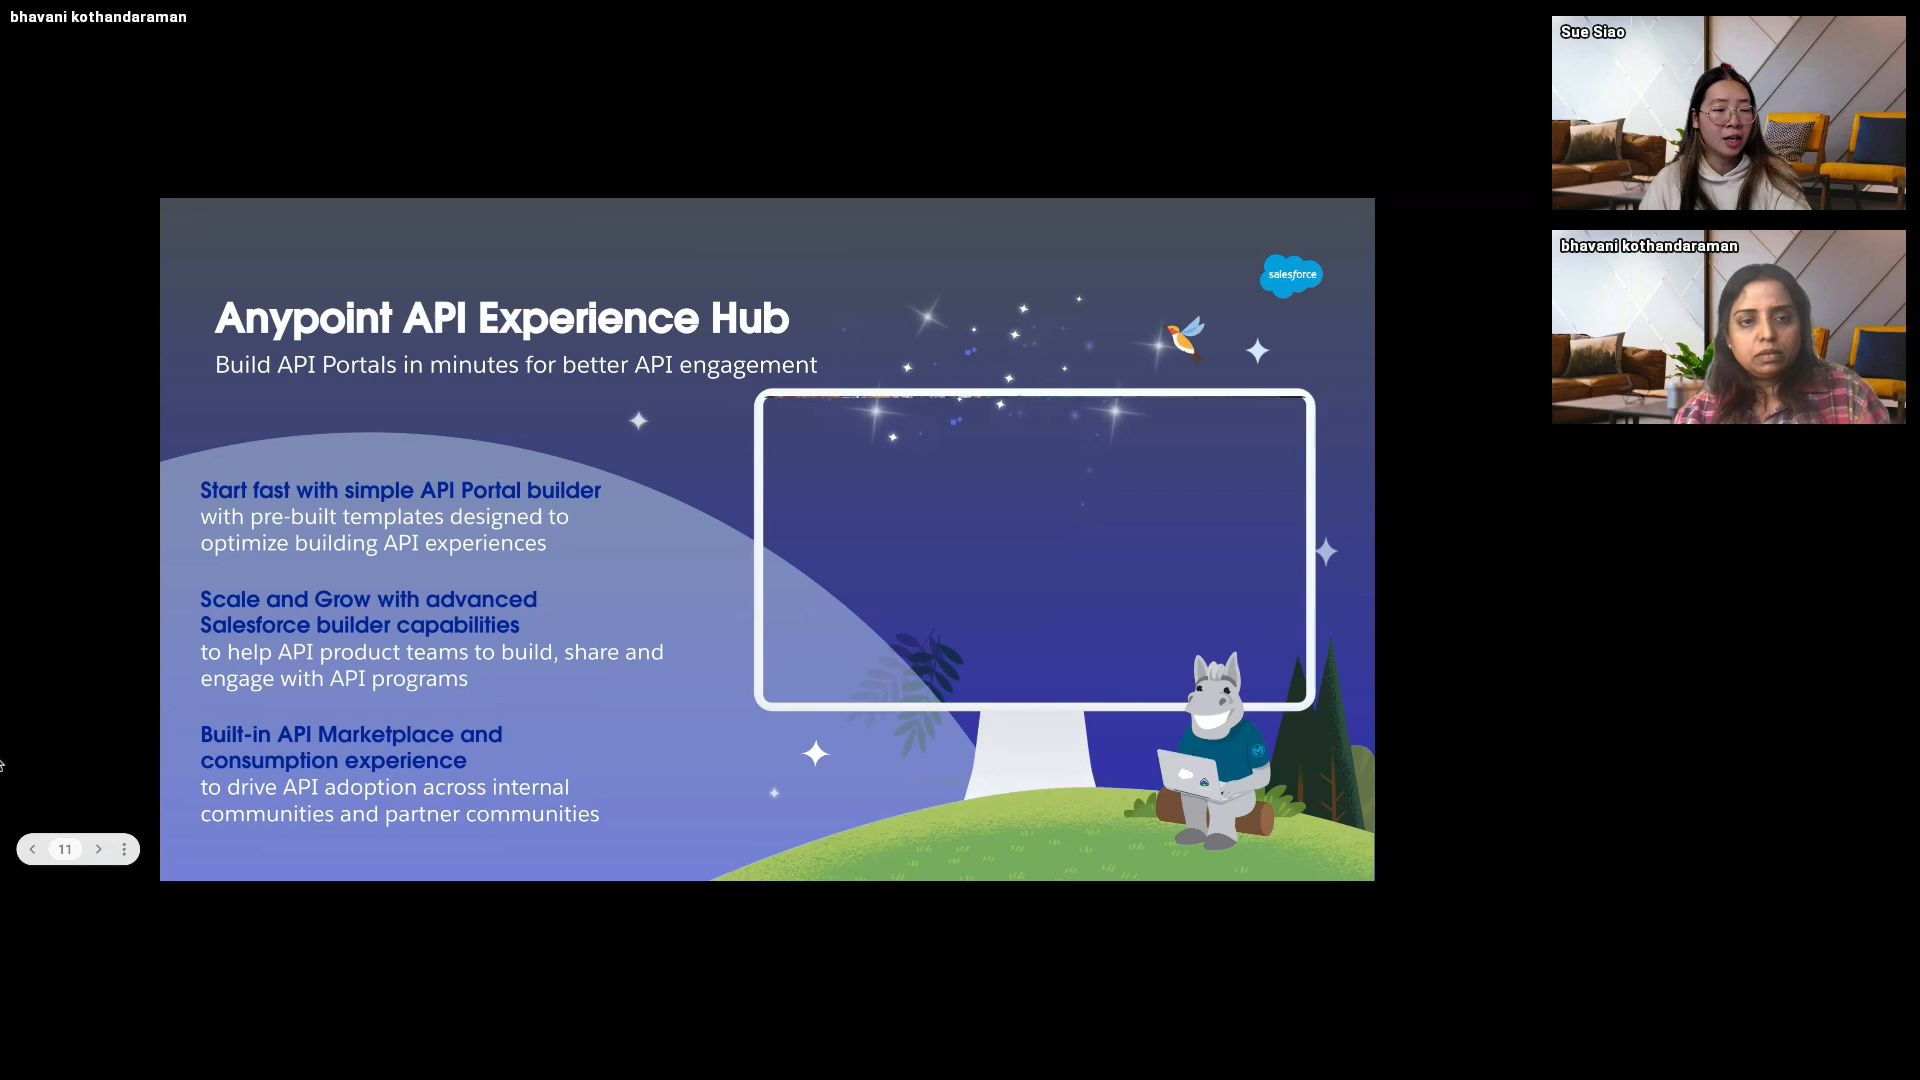 bhavani kothandaraman
Sue Siao
bhavani kothandaraman
salesforce
Anypoint API Experience Hub
Build API Portals in minutes for better API engagement
Start fast with simple API Portal builder
with pre-built templates designed to
optimize building API experiences
Scale and Grow with advanced
Salesforce builder capabilities
to help API product teams to build, share and
engage with API programs
Built-in API Marketplace and
consumption experience
to drive API adoption across internal
communities and partner communities
11